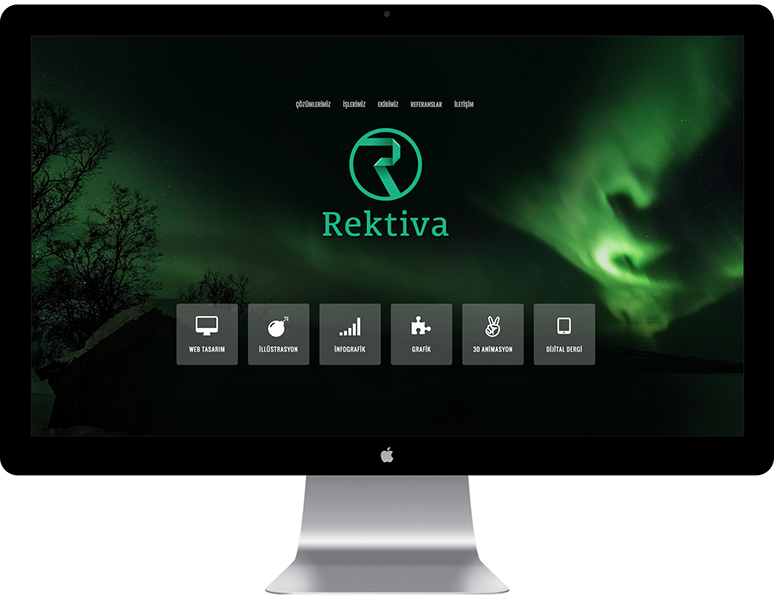 ÇÖZÜMLERİMİZ İŞLERİMİZ EKİBİMİZ REFERANSLAR İLETİŞİM
Rektiva
WEB TASARIM İLLÜSTRASYON İNFOGRAFİK GRAFİK 3D ANİMASYON DİJİTAL DERGİ